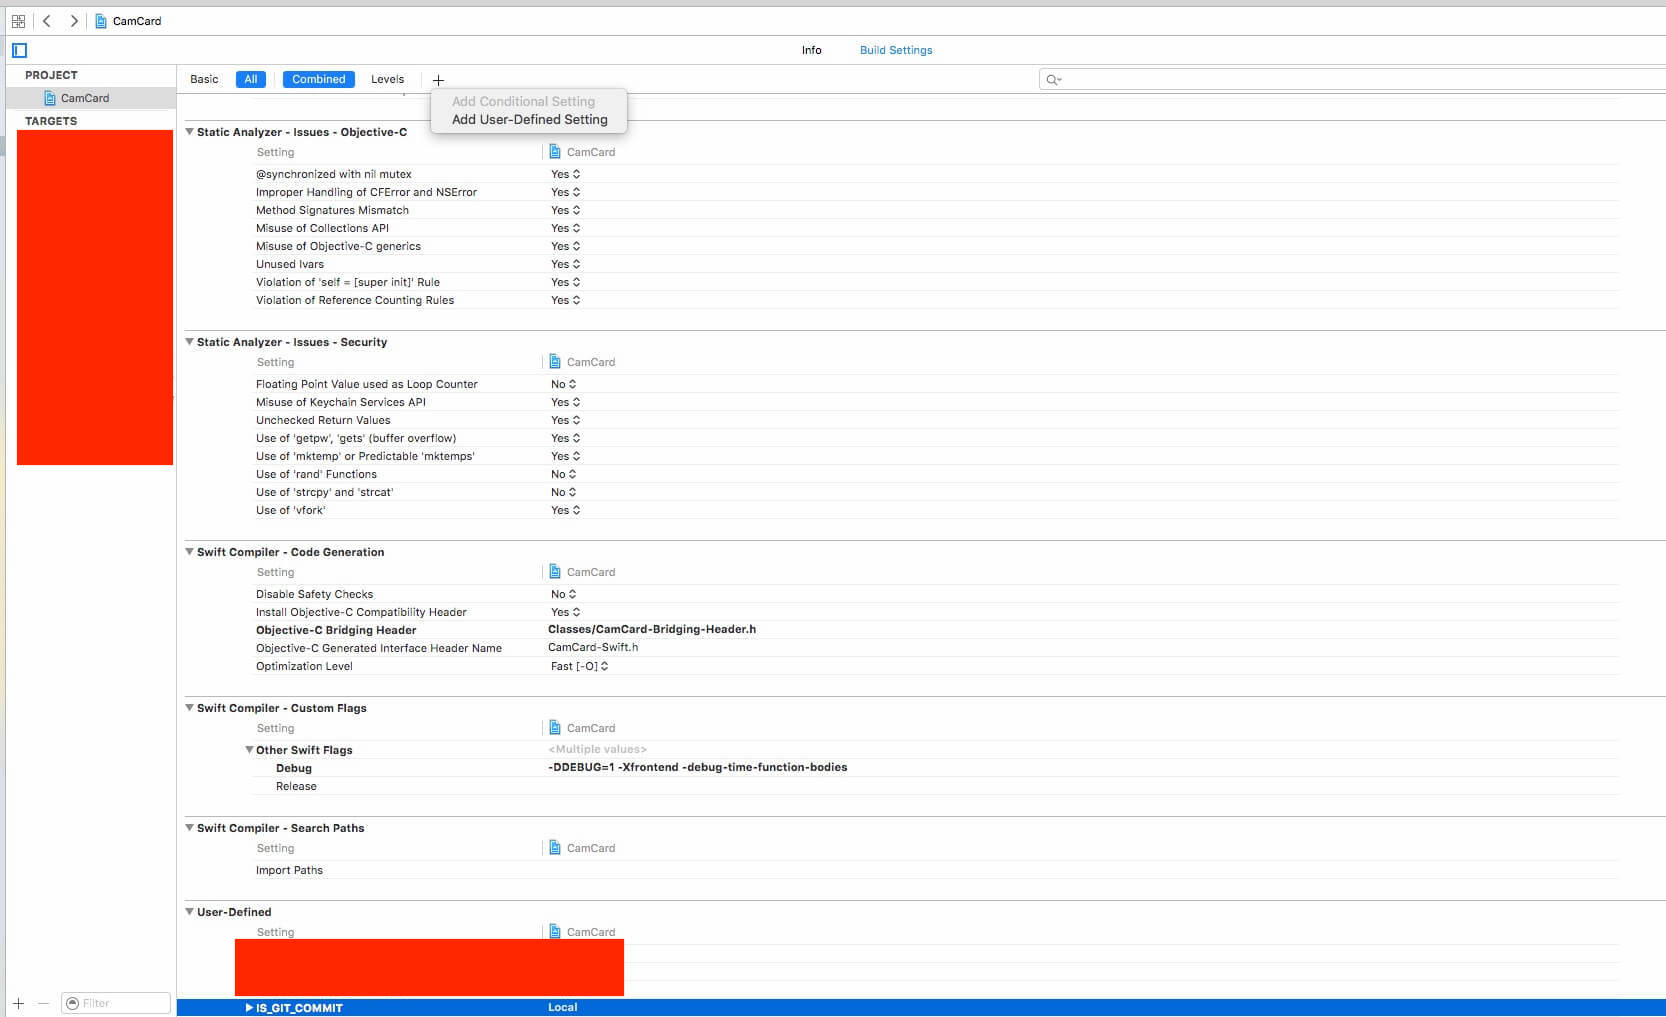 CamCard
Info Build Settings
PROJECT
CamCard
TARGETS
Basic All Combined Levels +
Add Conditional Setting
Add User-Defined Setting
Static Analyzer - Issues - Objective-C
Setting CamCard
@synchronized with nil mutex Yes
Improper Handling of CFError and NSError Yes
Method Signatures Mismatch Yes
Misuse of Collections API Yes
Misuse of Objective-C generics Yes
Unused Ivars Yes
Violation of 'self = [super init]' Rule Yes
Violation of Reference Counting Rules Yes
Static Analyzer - Issues - Security
Setting CamCard
Floating Point Value used as Loop Counter No
Misuse of Keychain Services API Yes
Unchecked Return Values Yes
Use of 'getpw', 'gets' (buffer overflow) Yes
Use of 'mktemp' or Predictable 'mktemps' Yes
Use of 'rand' Functions No
Use of 'strcpy' and 'strcat' No
Use of 'vfork' Yes
Swift Compiler - Code Generation
Setting CamCard
Disable Safety Checks No
Install Objective-C Compatibility Header Yes
Objective-C Bridging Header Classes/CamCard-Bridging-Header.h
Objective-C Generated Interface Header Name CamCard-Swift.h
Optimization Level Fast [-O]
Swift Compiler - Custom Flags
Setting CamCard
Other Swift Flags <Multiple values>
Debug -DDEBUG=1 -Xfrontend -debug-time-function-bodies
Release
Swift Compiler - Search Paths
Setting CamCard
Import Paths
User-Defined
Setting CamCard
IS_GIT_COMMIT Local
Filter